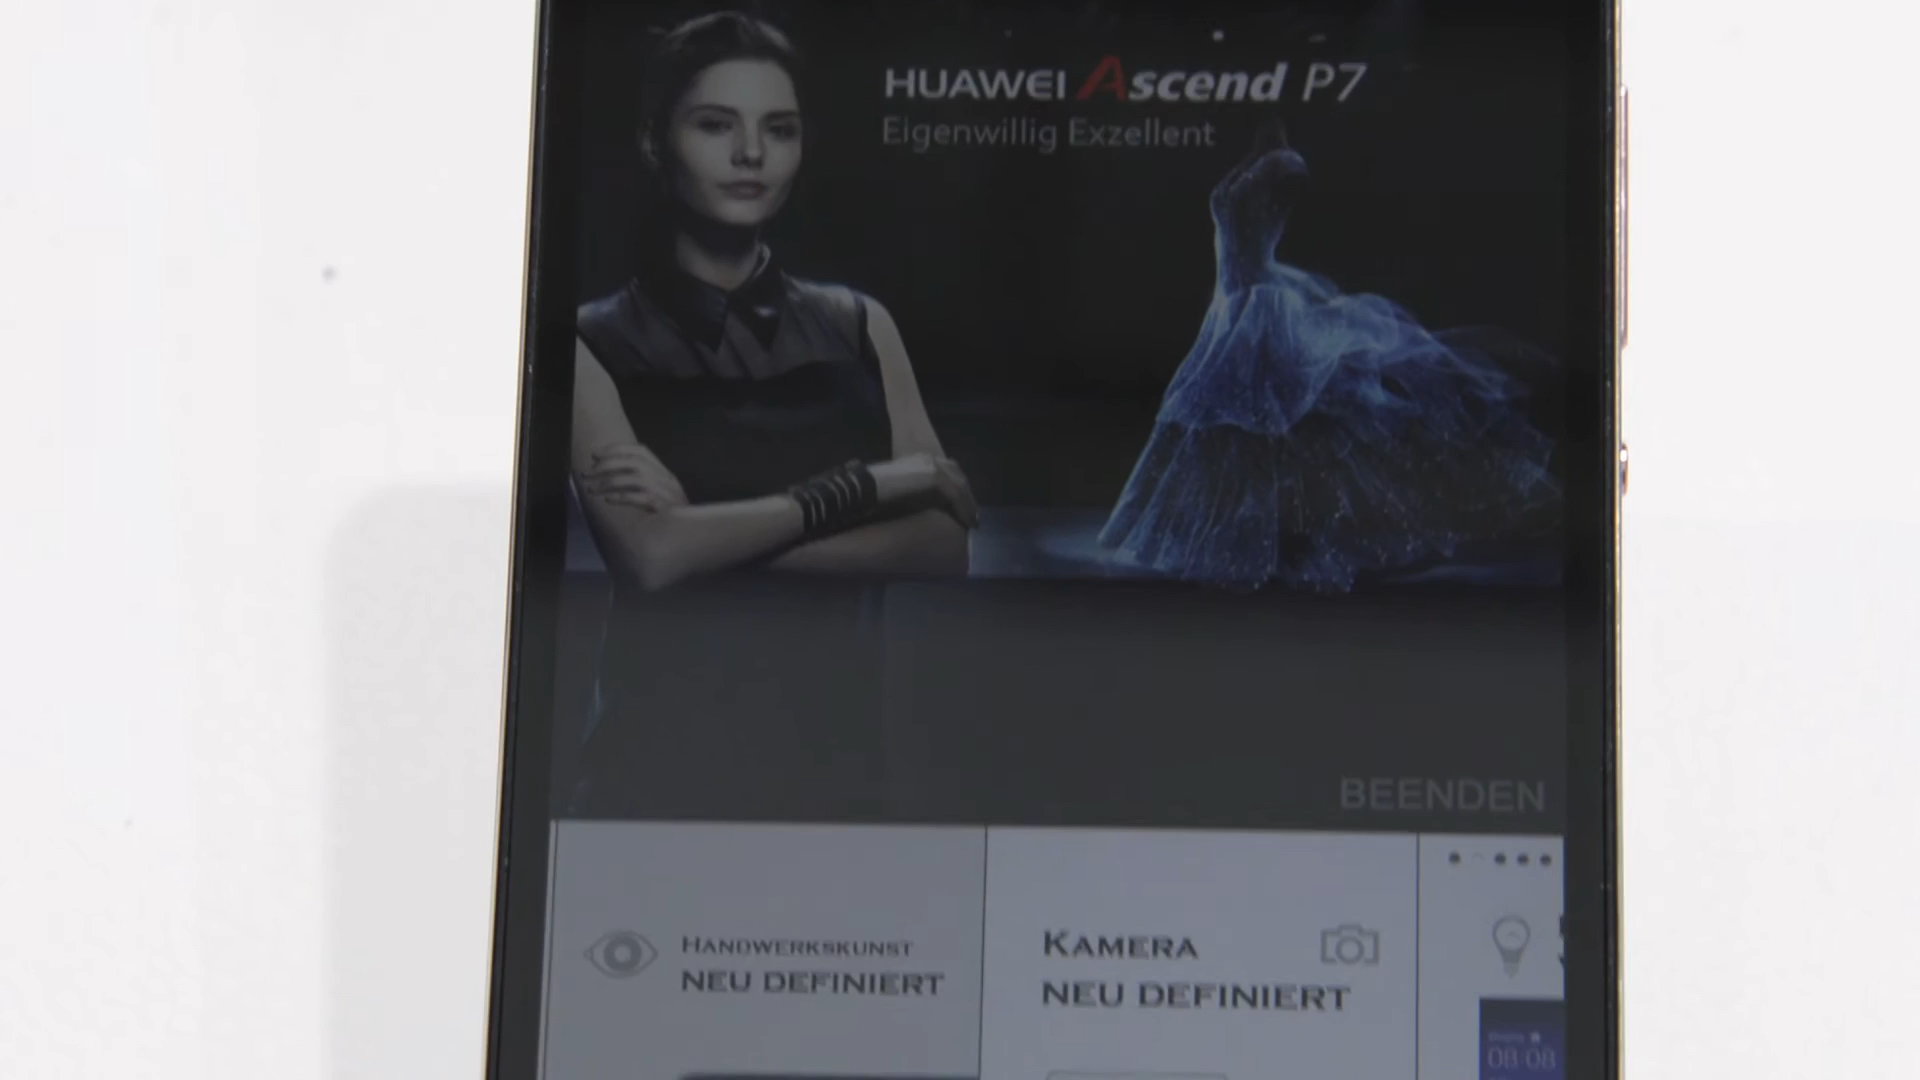 HUAWEI Ascend P7
Eigenwillig Exzellent
BEENDEN
HANDWERKSKUNST
NEU DEFINIERT
KAMERA
NEU DEFINIERT
08:08